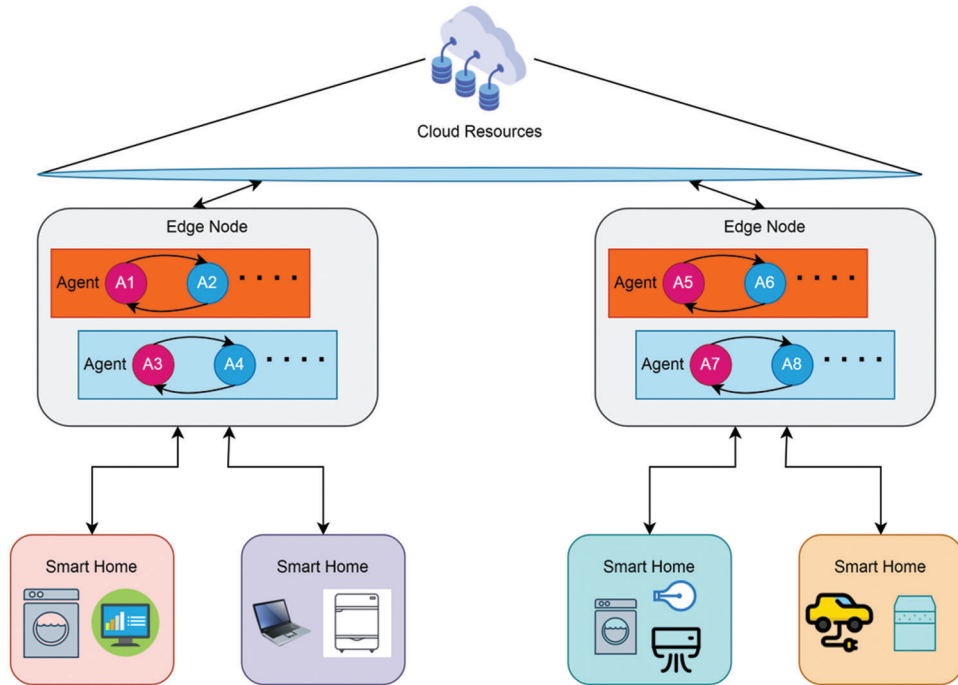 Cloud Resources
Edge Node
Agent A1 A2 ....
Agent A3 A4 ....
Edge Node
Agent A5 A6 ....
Agent A7 A8 ....
Smart Home
Smart Home
Smart Home
Smart Home